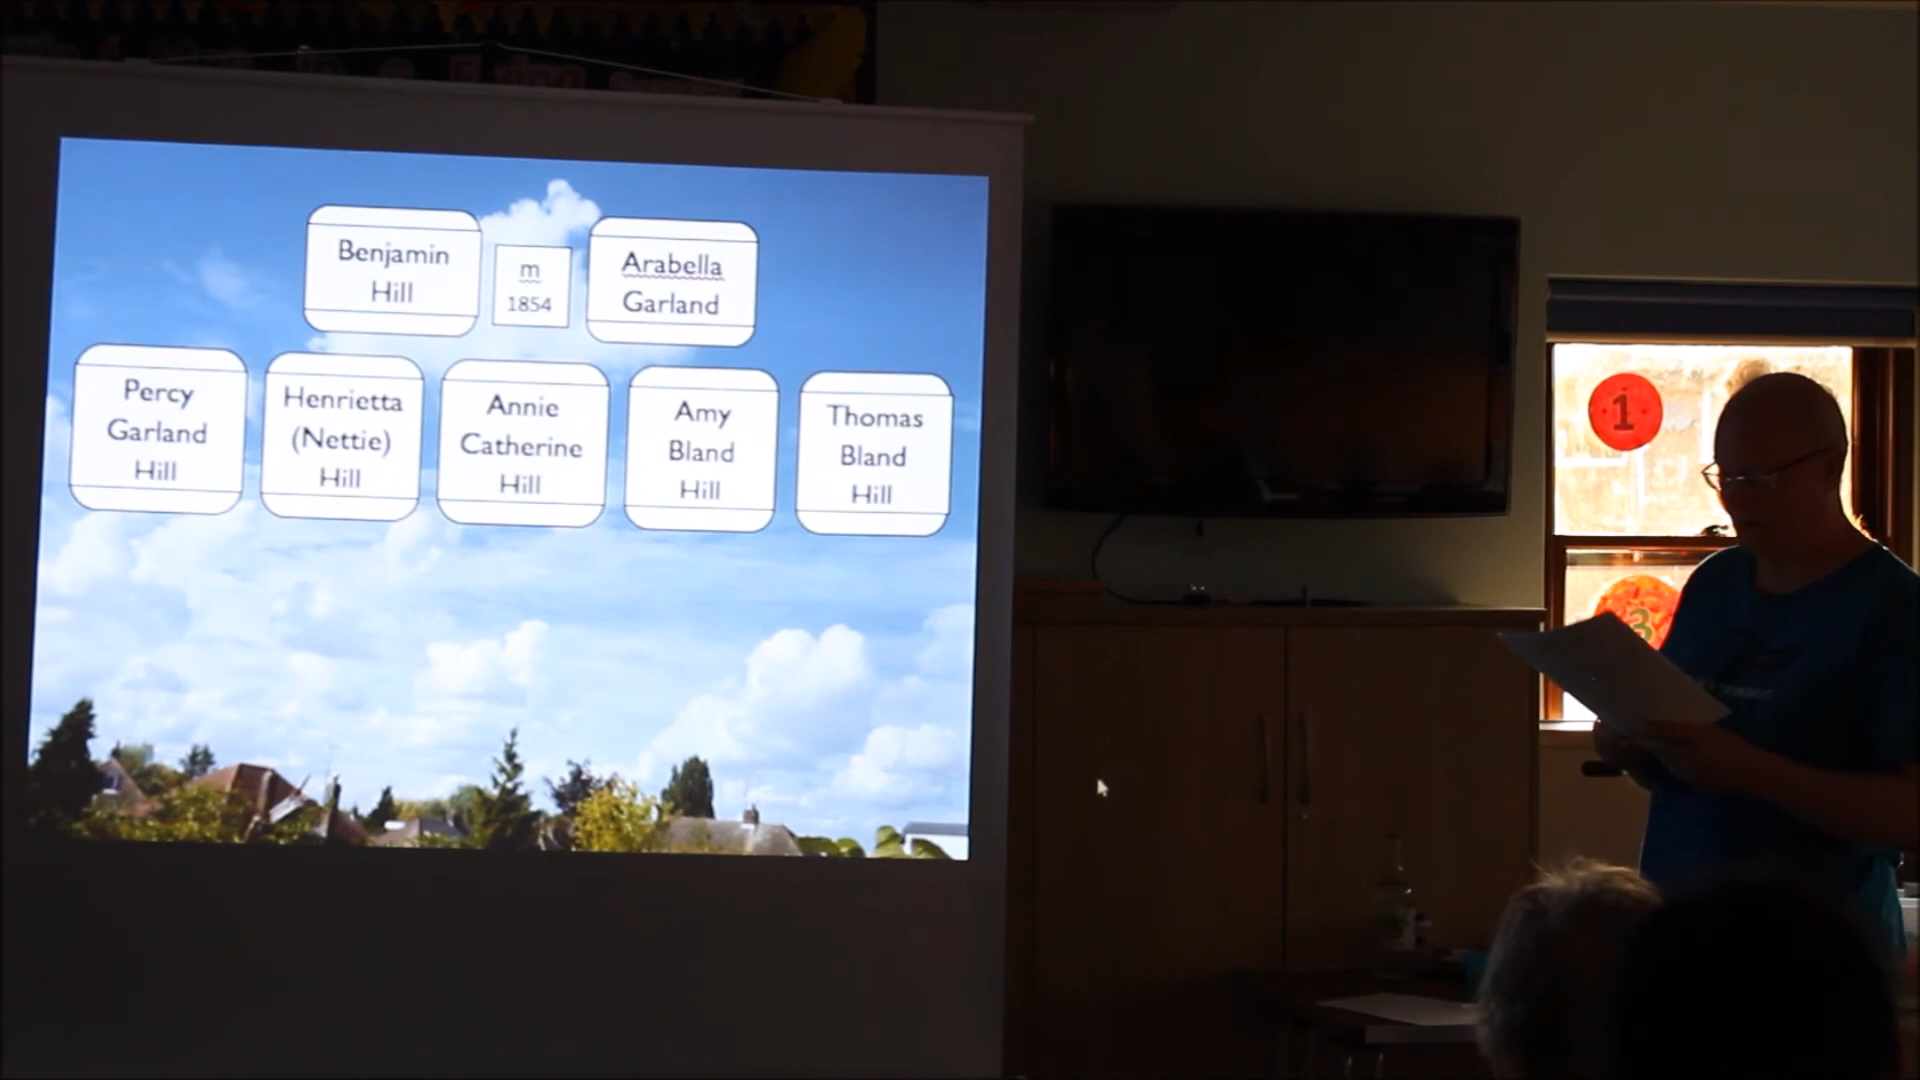 Benjamin
Hill
m
1854
Arabella
Garland
Percy
Garland
Hill
Henrietta
(Nettie)
Hill
Annie
Catherine
Hill
Amy
Bland
Hill
Thomas
Bland
Hill
1
3